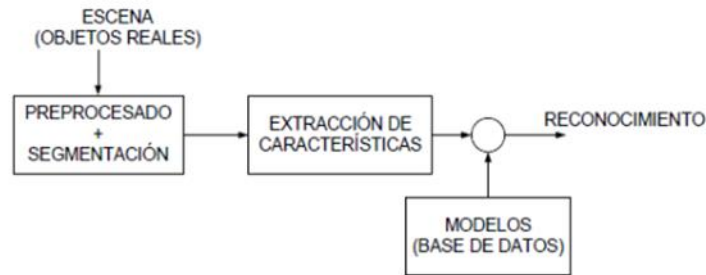 ESCENA
(OBJETOS REALES)
PREPROCESADO
+
SEGMENTACIÓN
EXTRACCIÓN DE
CARACTERÍSTICAS
RECONOCIMIENTO
MODELOS
(BASE DE DATOS)